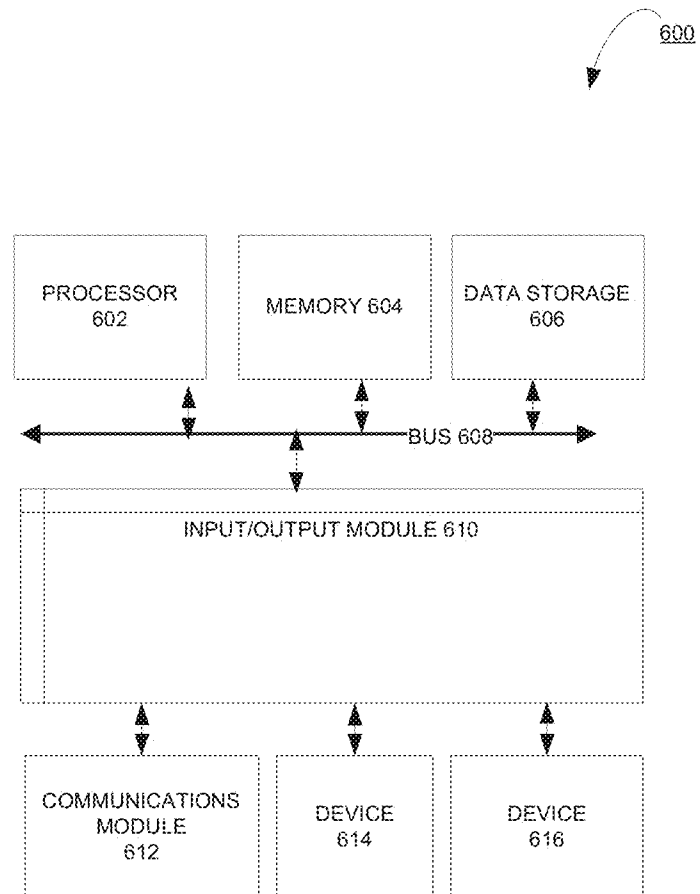 600
PROCESSOR
602
MEMORY 604
DATA STORAGE
606
BUS 608
INPUT/OUTPUT MODULE 610
COMMUNICATIONS
MODULE
612
DEVICE
614
DEVICE
616